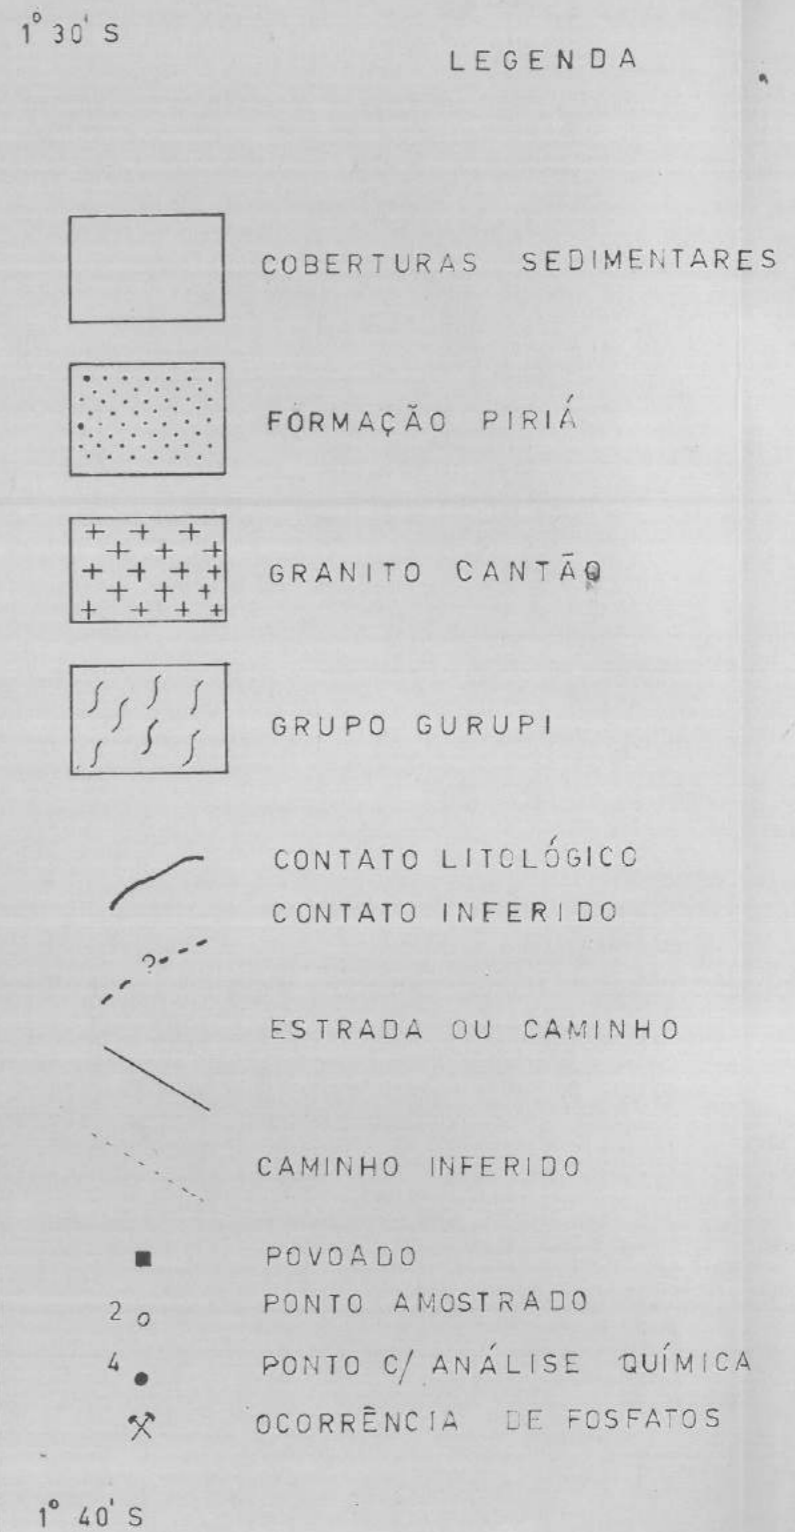 1° 30' S
LEGENDA
COBERTURAS SEDIMENTARES
FORMAÇÃO PIRIÁ
GRANITO CANTÃO
GRUPO GURUPI
CONTATO LITOLÓGICO
CONTATO INFERIDO
?
ESTRADA OU CAMINHO
CAMINHO INFERIDO
POVOADO
2 PONTO AMOSTRADO
4 PONTO C/ ANÁLISE QUÍMICA
OCORRÊNCIA DE FOSFATOS
1° 40' S